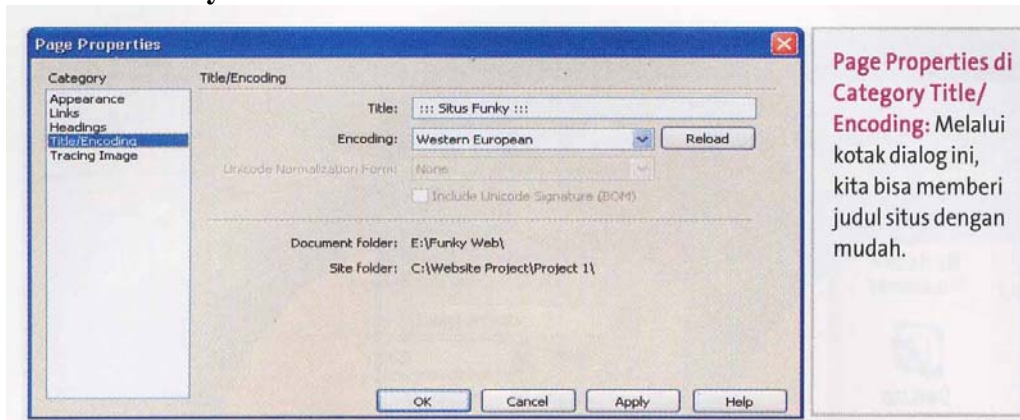 Page Properties
Category
Appearance
Links
Headings
Title/Encoding
Tracing Image
Title/Encoding
Title: ::: Situs Funky :::
Encoding: Western European Reload
Unicode Normalization Form: None
Include Unicode Signature (BOM)
Document folder: E:\Funky Web\
Site folder: C:\Website Project\Project 1\
OK Cancel Apply Help
Page Properties di
Category Title/
Encoding: Melalui
kotak dialog ini,
kita bisa memberi
judul situs dengan
mudah.